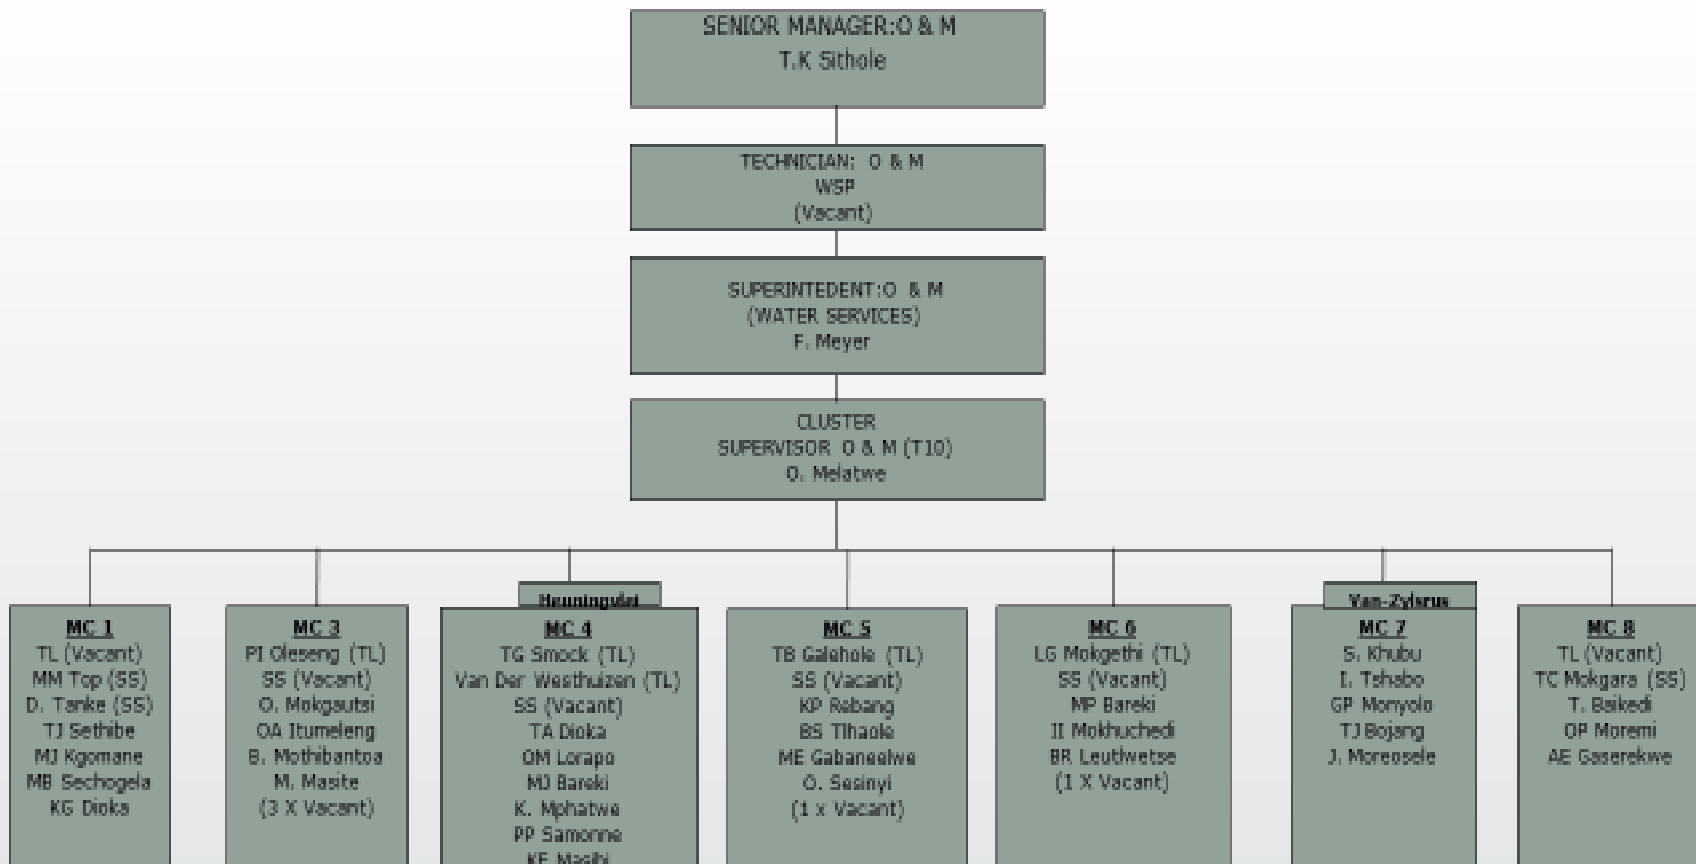 SENIOR MANAGER:O & M
T.K Sithole
TECHNICIAN: O & M
WSP
(Vacant)
SUPERINTEDENT:O & M
(WATER SERVICES)
F. Meyer
CLUSTER
SUPERVISOR O & M (T10)
O. Melatwe
MC 1
TL (Vacant)
MM Top (SS)
D. Tanke (SS)
TJ Sethibe
MJ Kgomane
MB Sechogela
KG Dioka
MC 3
PI Oleseng (TL)
SS (Vacant)
O. Mokgautsi
OA Itumeleng
B. Mothibantoa
M. Masite
(3 X Vacant)
Heuningvlei
MC 4
TG Smock (TL)
Van Der Westhuizen (TL)
SS (Vacant)
TA Dioka
OM Lorapo
MJ Bareki
K. Mphatwe
PP Samonne
KE Masibi
MC 5
TB Galehole (TL)
SS (Vacant)
KP Rebang
BS Tlhaole
ME Gabaneelwe
O. Sesinyi
(1 x Vacant)
MC 6
LG Mokgethi (TL)
SS (Vacant)
MP Bareki
II Mokhuchedi
BR Leutlwetse
(1 X Vacant)
Van-Zylsrus
MC 7
S. Khubu
I. Tshabo
GP Monyolo
TJ Bojang
J. Moreosele
MC 8
TL (Vacant)
TC Mokgara (SS)
T. Baikedi
OP Moremi
AE Gaserekwe